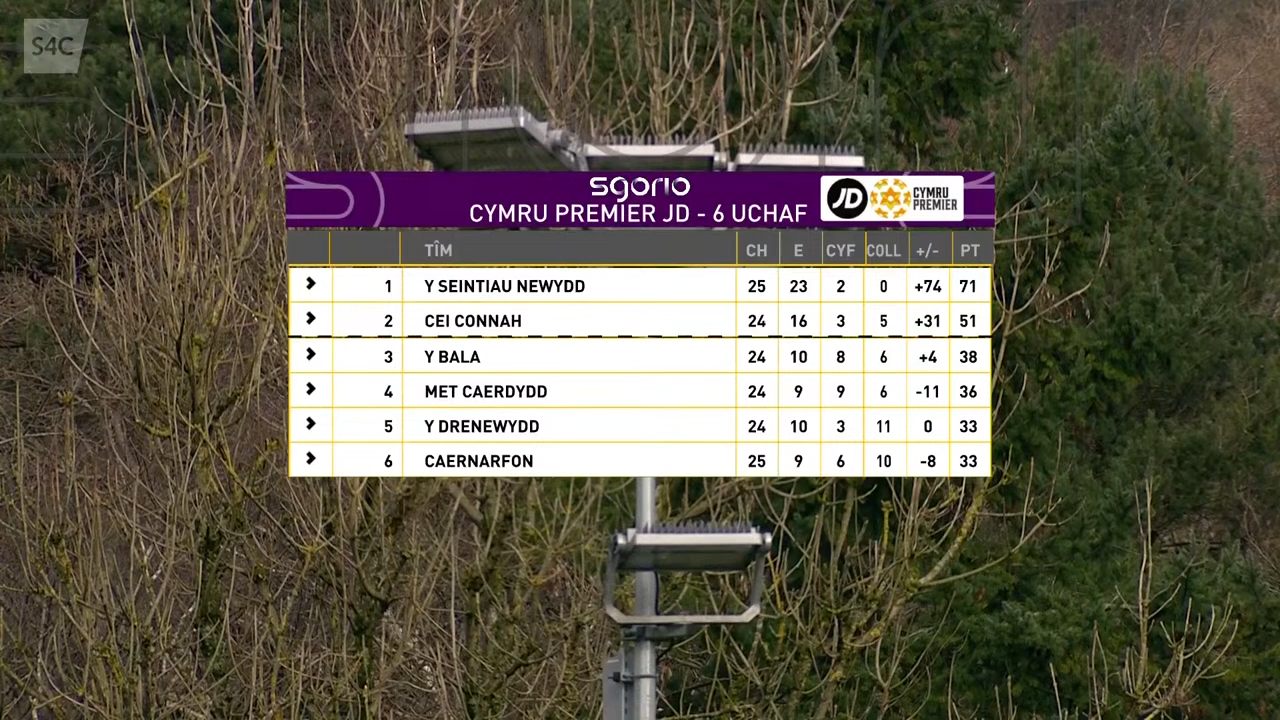 S4C
sgorio
CYMRU PREMIER JD - 6 UCHAF
JD CYMRU PREMIER
TÎM CH E CYF COLL +/- PT
1 Y SEINTIAU NEWYDD 25 23 2 0 +74 71
2 CEI CONNAH 24 16 3 5 +31 51
3 Y BALA 24 10 8 6 +4 38
4 MET CAERDYDD 24 9 9 6 -11 36
5 Y DRENEWYDD 24 10 3 11 0 33
6 CAERNARFON 25 9 6 10 -8 33